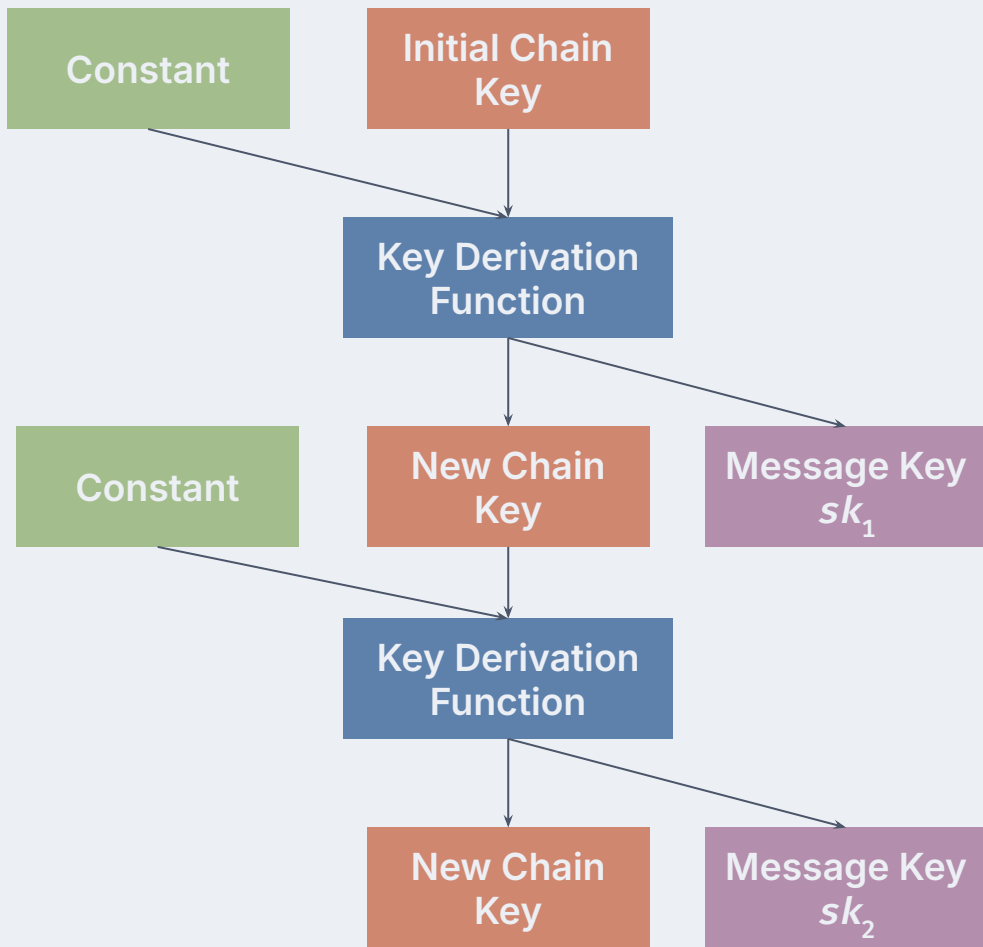 Constant
Initial Chain
Key
Key Derivation
Function
Constant
New Chain
Key
Message Key
sk₁
Key Derivation
Function
New Chain
Key
Message Key
sk₂